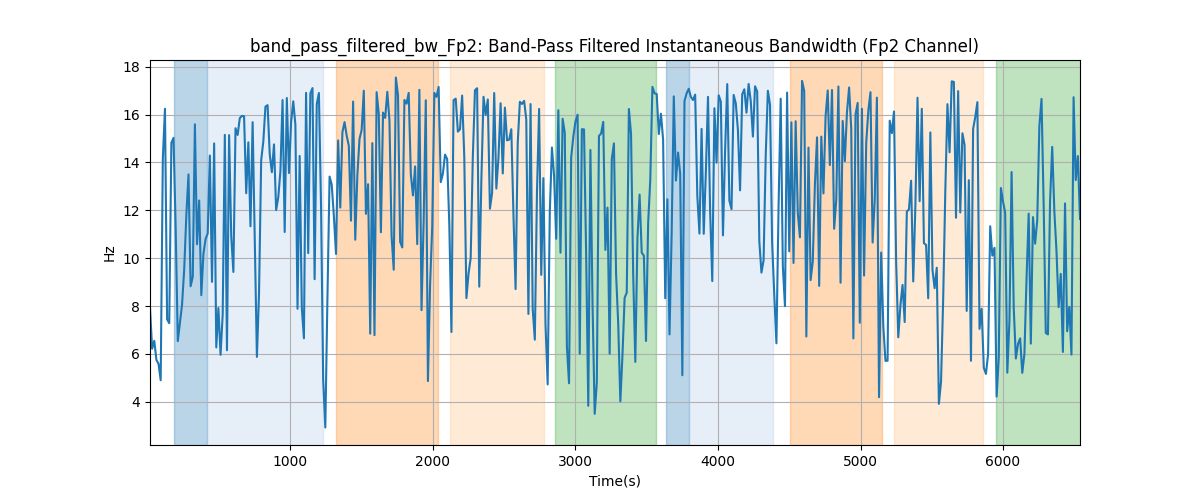 band_pass_filtered_bw_Fp2: Band-Pass Filtered Instantaneous Bandwidth (Fp2 Channel)
18
16
14
12
10
8
6
4
Hz
1000 2000 3000 4000 5000 6000
Time(s)